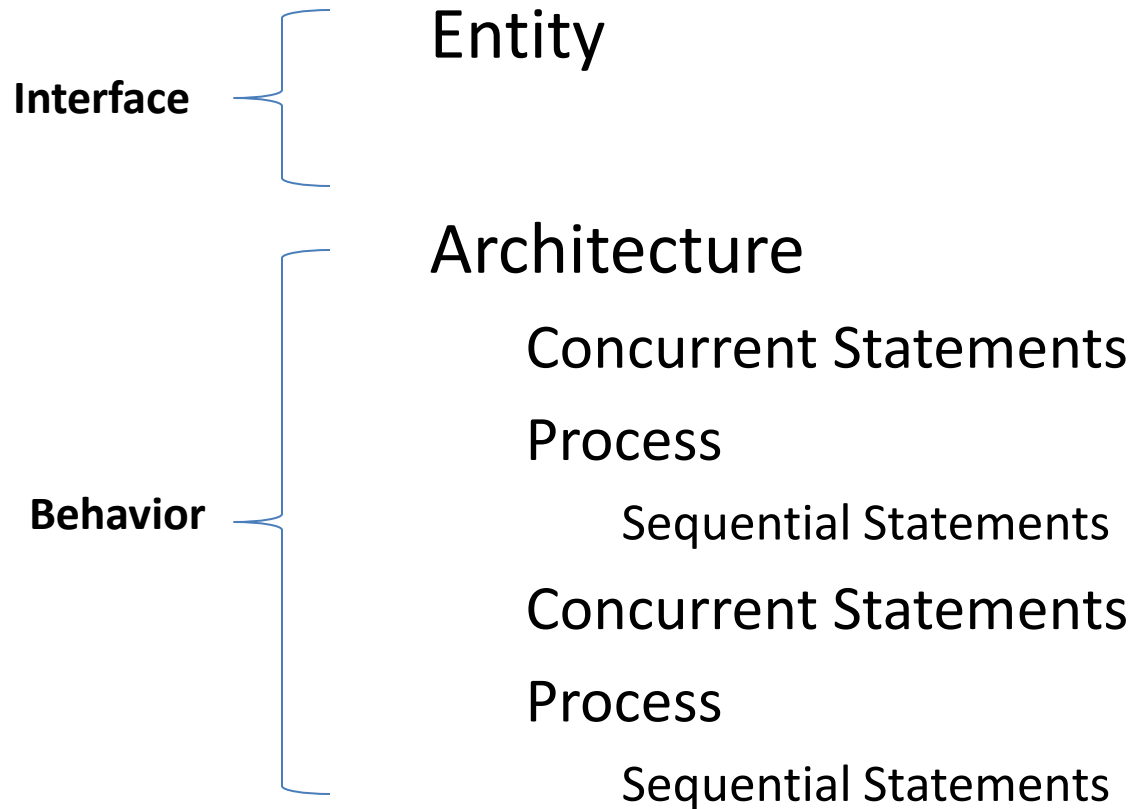 Entity
Interface
Architecture
Concurrent Statements
Process
Behavior
Sequential Statements
Concurrent Statements
Process
Sequential Statements